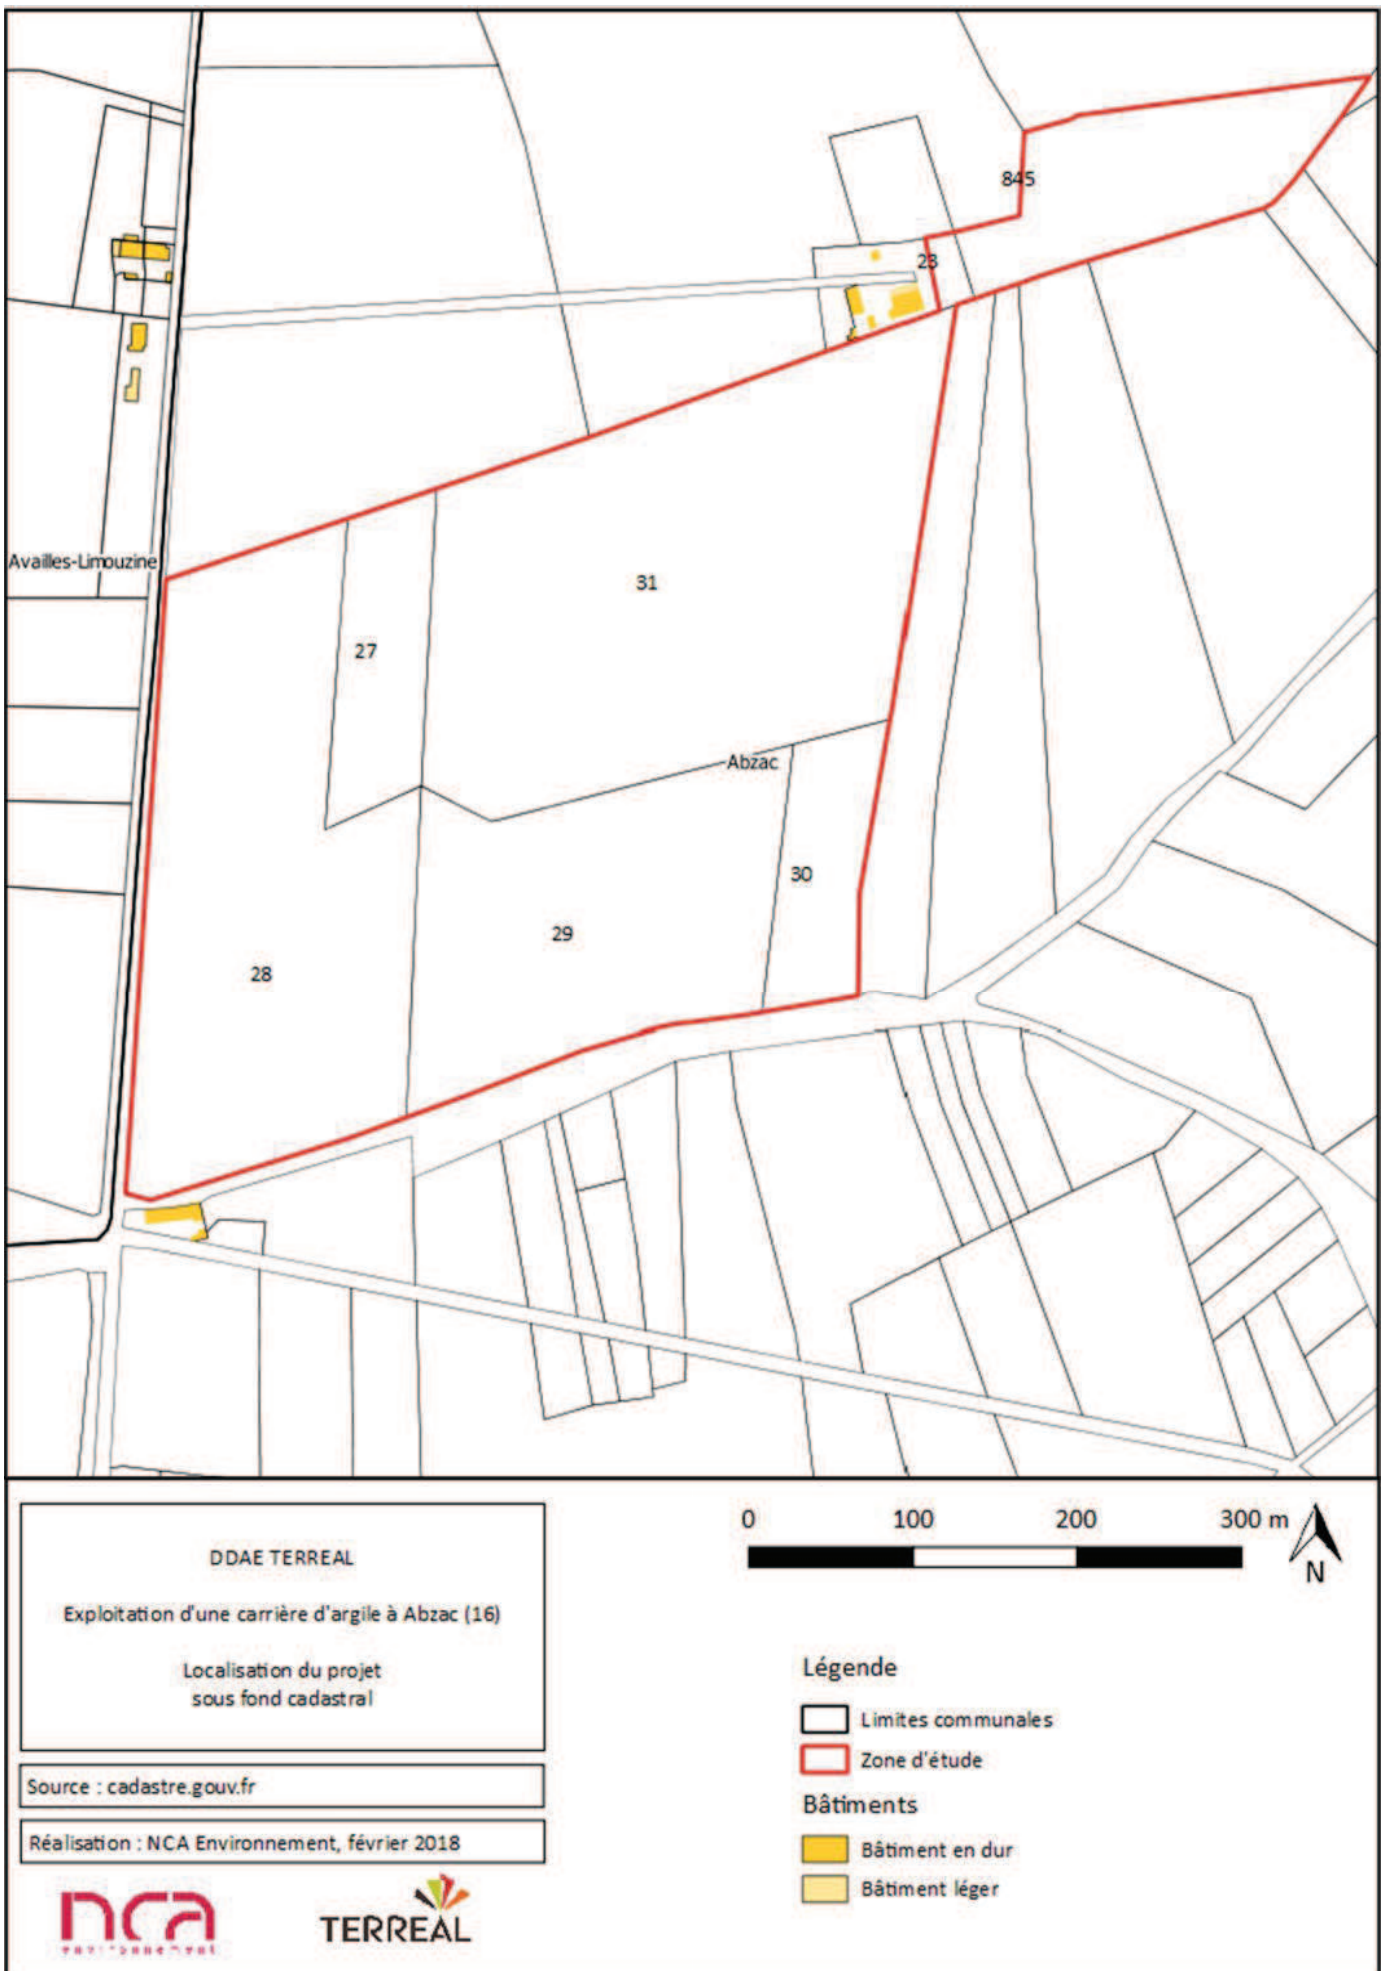 845
23
Availles-Limouzine
31
27
Abzac
30
29
28
DDAE TERREAL
Exploitation d'une carrière d'argile à Abzac (16)
Localisation du projet
sous fond cadastral
Source : cadastre.gouv.fr
Réalisation : NCA Environnement, février 2018
nca
environnement
TERREAL
0 100 200 300 m
N
Légende
Limites communales
Zone d'étude
Bâtiments
Bâtiment en dur
Bâtiment léger